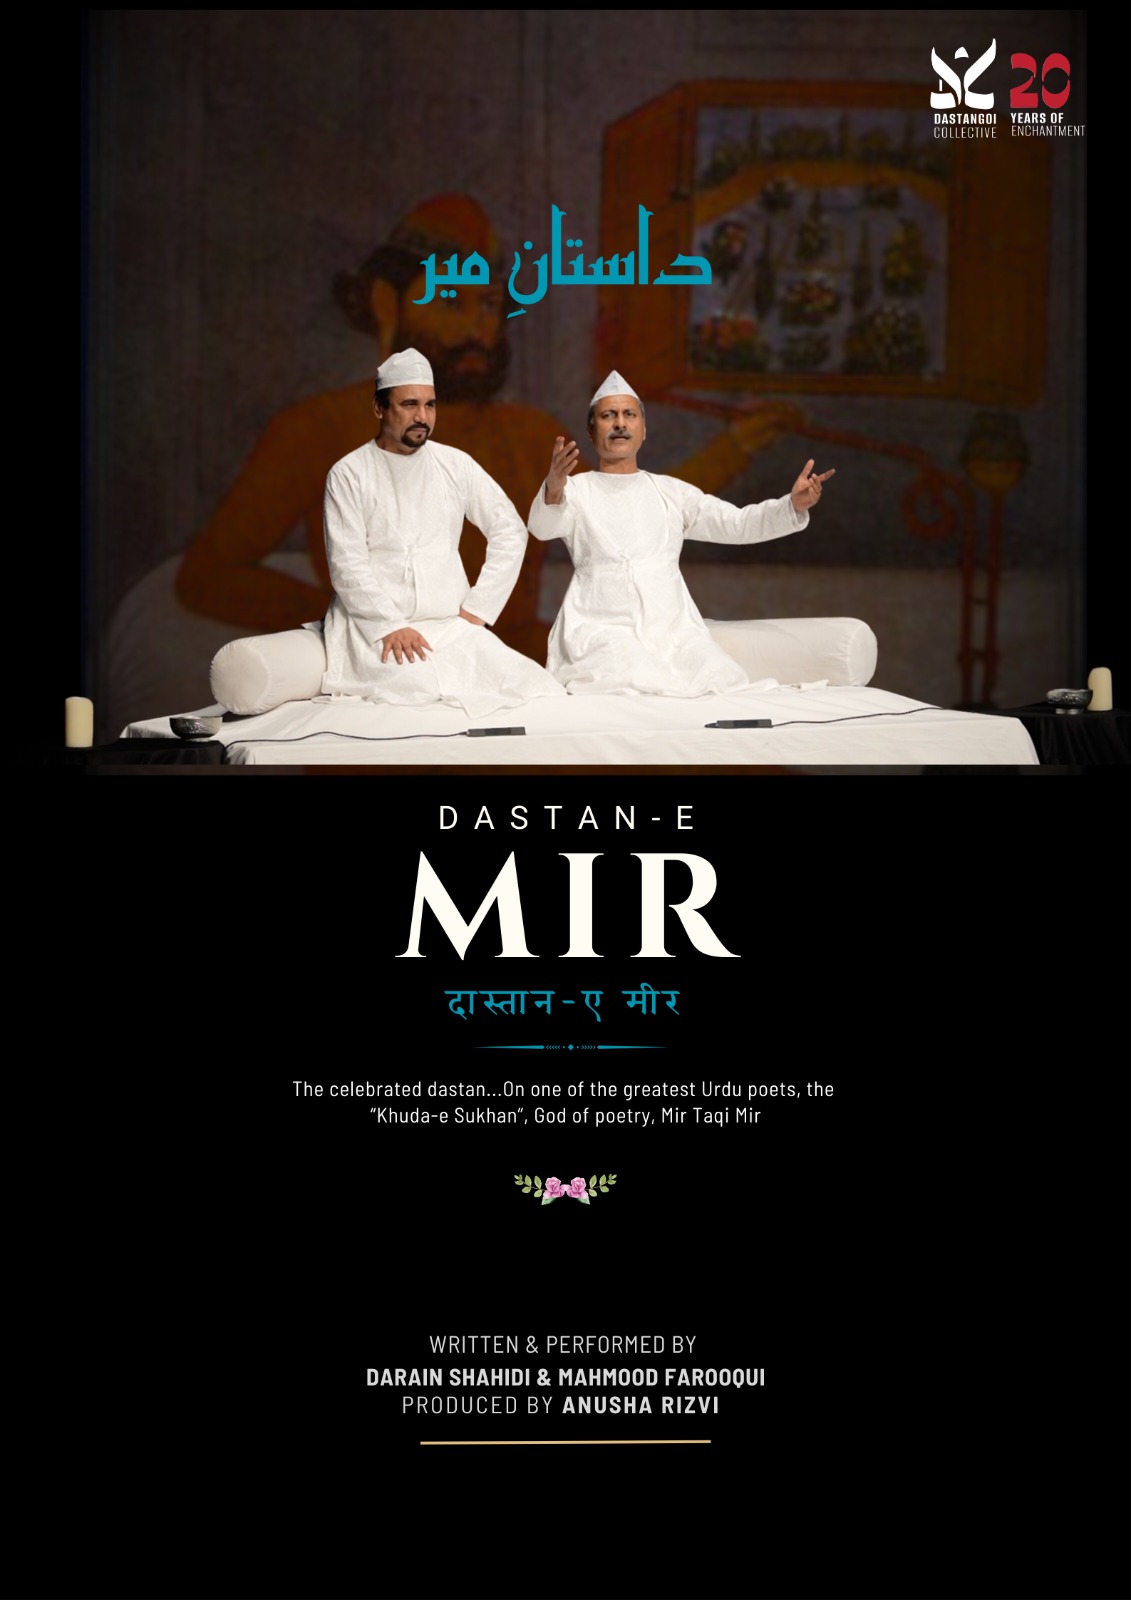 DASTANGOI
COLLECTIVE
20
YEARS OF
ENCHANTMENT
داستانِ میر
DASTAN-E
MIR
दास्तान-ए मीर
The celebrated dastan...On one of the greatest Urdu poets, the
“Khuda-e Sukhan”, God of poetry, Mir Taqi Mir
WRITTEN & PERFORMED BY
DARAIN SHAHIDI & MAHMOOD FAROOQUI
PRODUCED BY ANUSHA RIZVI